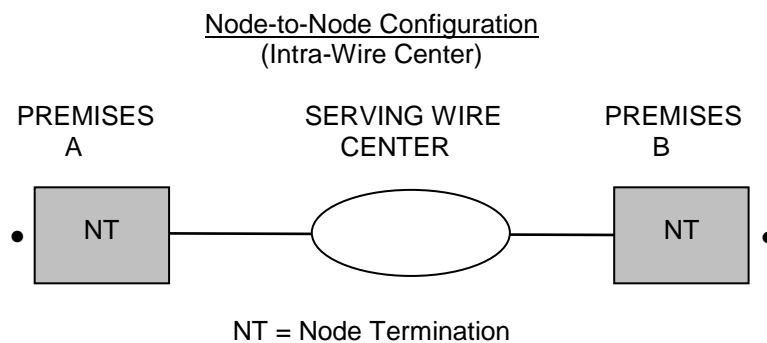 Node-to-Node Configuration
(Intra-Wire Center)
PREMISES
A
SERVING WIRE
CENTER
PREMISES
B
NT
NT
NT = Node Termination